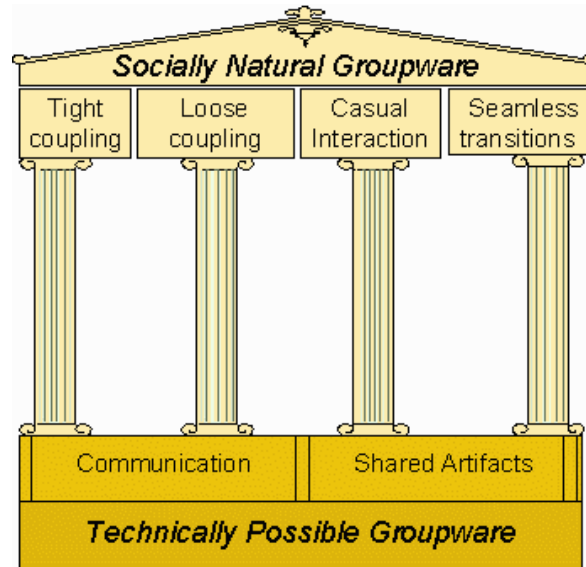 Socially Natural Groupware
Tight
coupling
Loose
coupling
Casual
Interaction
Seamless
transitions
Communication
Shared Artifacts
Technically Possible Groupware